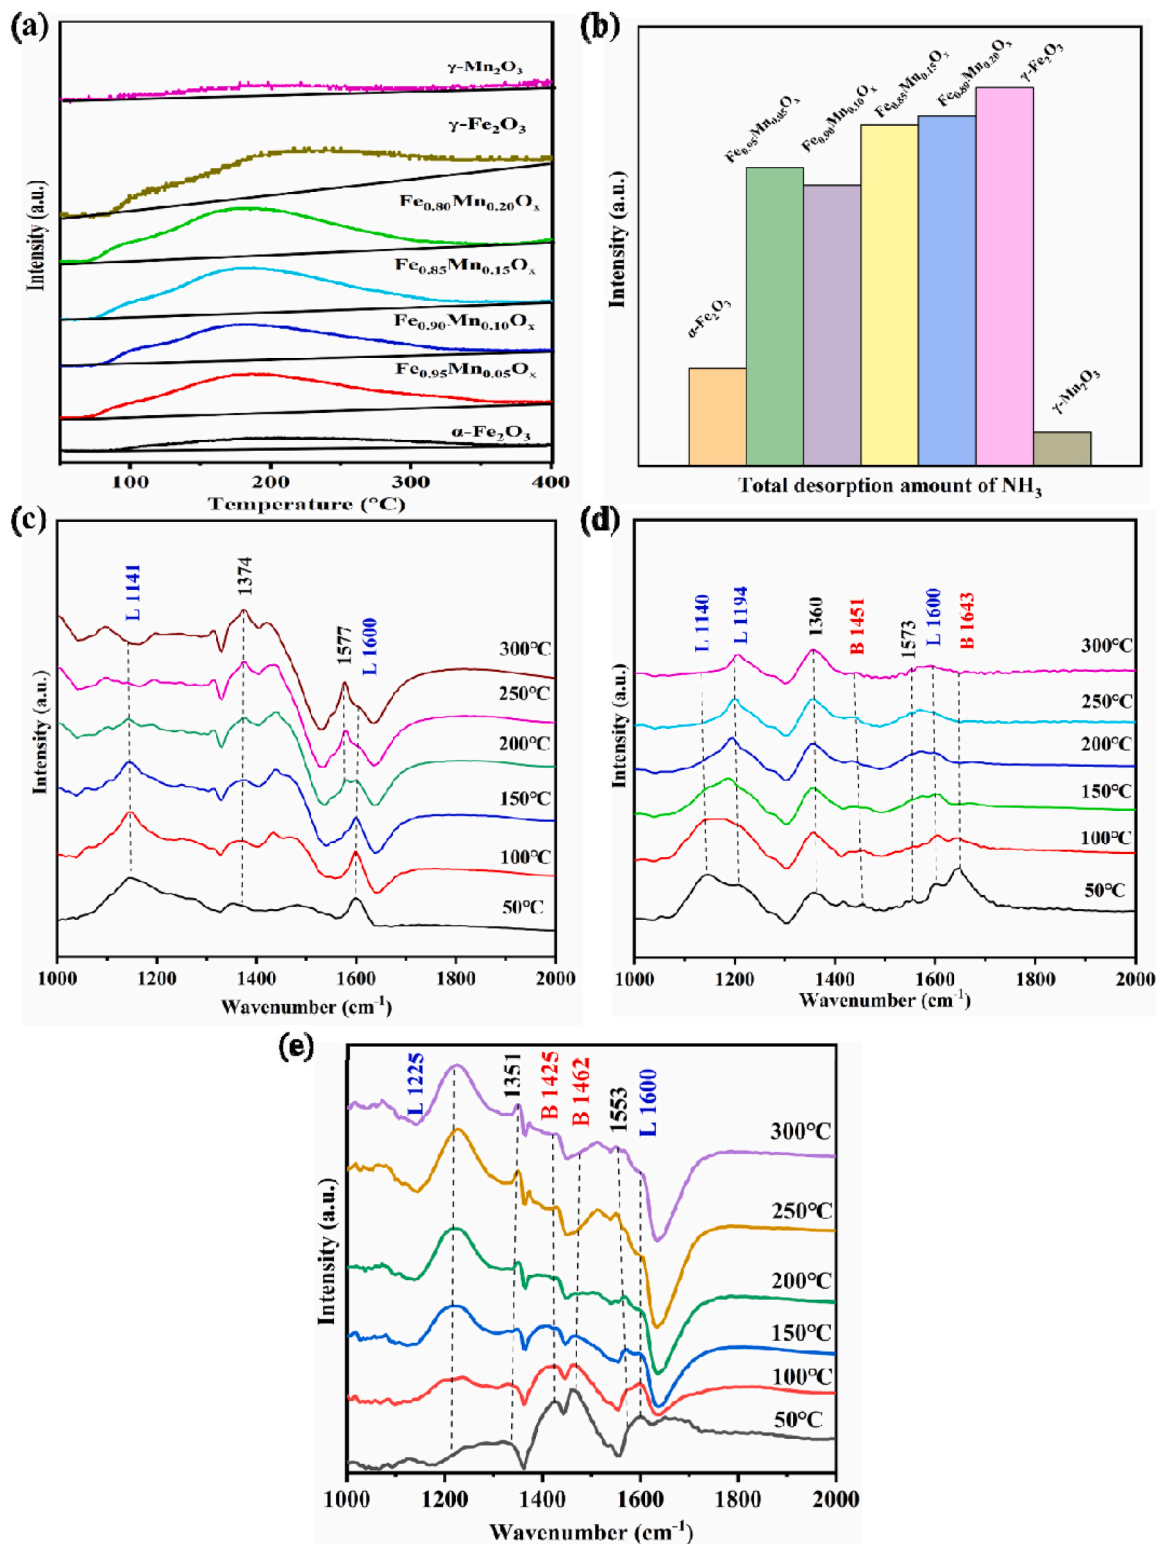 (a)
γ-Mn₂O₃
γ-Fe₂O₃
Fe₀.₈₀Mn₀.₂₀Oₓ
Fe₀.₈₅Mn₀.₁₅Oₓ
Fe₀.₉₀Mn₀.₁₀Oₓ
Fe₀.₉₅Mn₀.₀₅Oₓ
α-Fe₂O₃
Intensity (a.u.)
100 200 300 400
Temperature (°C)
(b)
α-Fe₂O₃
Fe₀.₉₅Mn₀.₀₅Oₓ
Fe₀.₉₀Mn₀.₁₀Oₓ
Fe₀.₈₅Mn₀.₁₅Oₓ
Fe₀.₈₀Mn₀.₂₀Oₓ
γ-Fe₂O₃
γ-Mn₂O₃
Intensity (a.u.)
Total desorption amount of NH₃
(c)
L 1141
1374
1577
L 1600
300°C
250°C
200°C
150°C
100°C
50°C
Intensity (a.u.)
1000 1200 1400 1600 1800 2000
Wavenumber (cm⁻¹)
(d)
L 1140
L 1194
1360
B 1451
1573
L 1600
B 1643
300°C
250°C
200°C
150°C
100°C
50°C
Intensity (a.u.)
1000 1200 1400 1600 1800 2000
Wavenumber (cm⁻¹)
(e)
L 1225
1351
B 1425
B 1462
1553
L 1600
300°C
250°C
200°C
150°C
100°C
50°C
Intensity (a.u.)
1000 1200 1400 1600 1800 2000
Wavenumber (cm⁻¹)